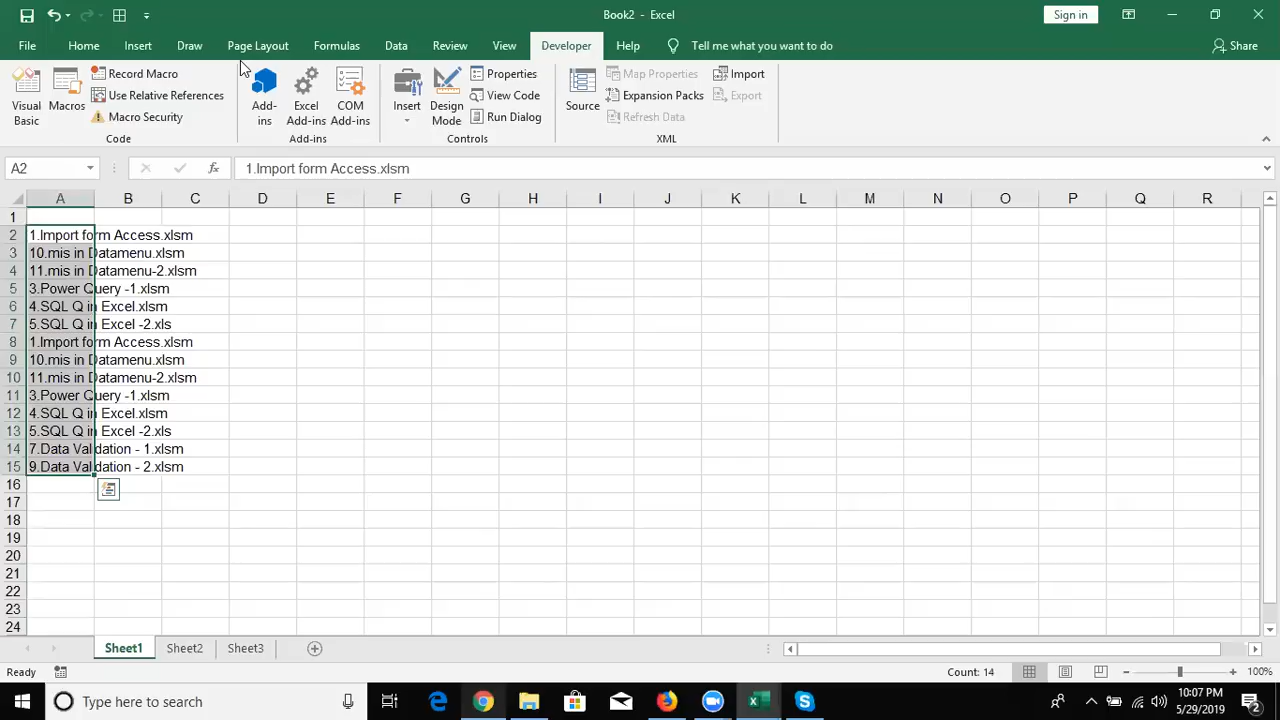 Book2 - Excel
Sign in
File Home Insert Draw Page Layout Formulas Data Review View Developer Help Tell me what you want to do Share
Visual Basic
Macros
Record Macro
Use Relative References
Macro Security
Code
Add-ins
Excel Add-ins
COM Add-ins
Add-ins
Insert
Design Mode
Properties
View Code
Run Dialog
Controls
Source
Map Properties
Expansion Packs
Refresh Data
Import
Export
XML
A2 fx 1.Import form Access.xlsm
A B C D E F G H I J K L M N O P Q R
1
2 1.Import form Access.xlsm
3 10.mis in Datamenu.xlsm
4 11.mis in Datamenu-2.xlsm
5 3.Power Query -1.xlsm
6 4.SQL Q in Excel.xlsm
7 5.SQL Q in Excel -2.xls
8 1.Import form Access.xlsm
9 10.mis in Datamenu.xlsm
10 11.mis in Datamenu-2.xlsm
11 3.Power Query -1.xlsm
12 4.SQL Q in Excel.xlsm
13 5.SQL Q in Excel -2.xls
14 7.Data Validation - 1.xlsm
15 9.Data Validation - 2.xlsm
16
17
18
19
20
21
22
23
24
Sheet1 Sheet2 Sheet3
Ready Count: 14 100%
Type here to search
10:07 PM
5/29/2019
2